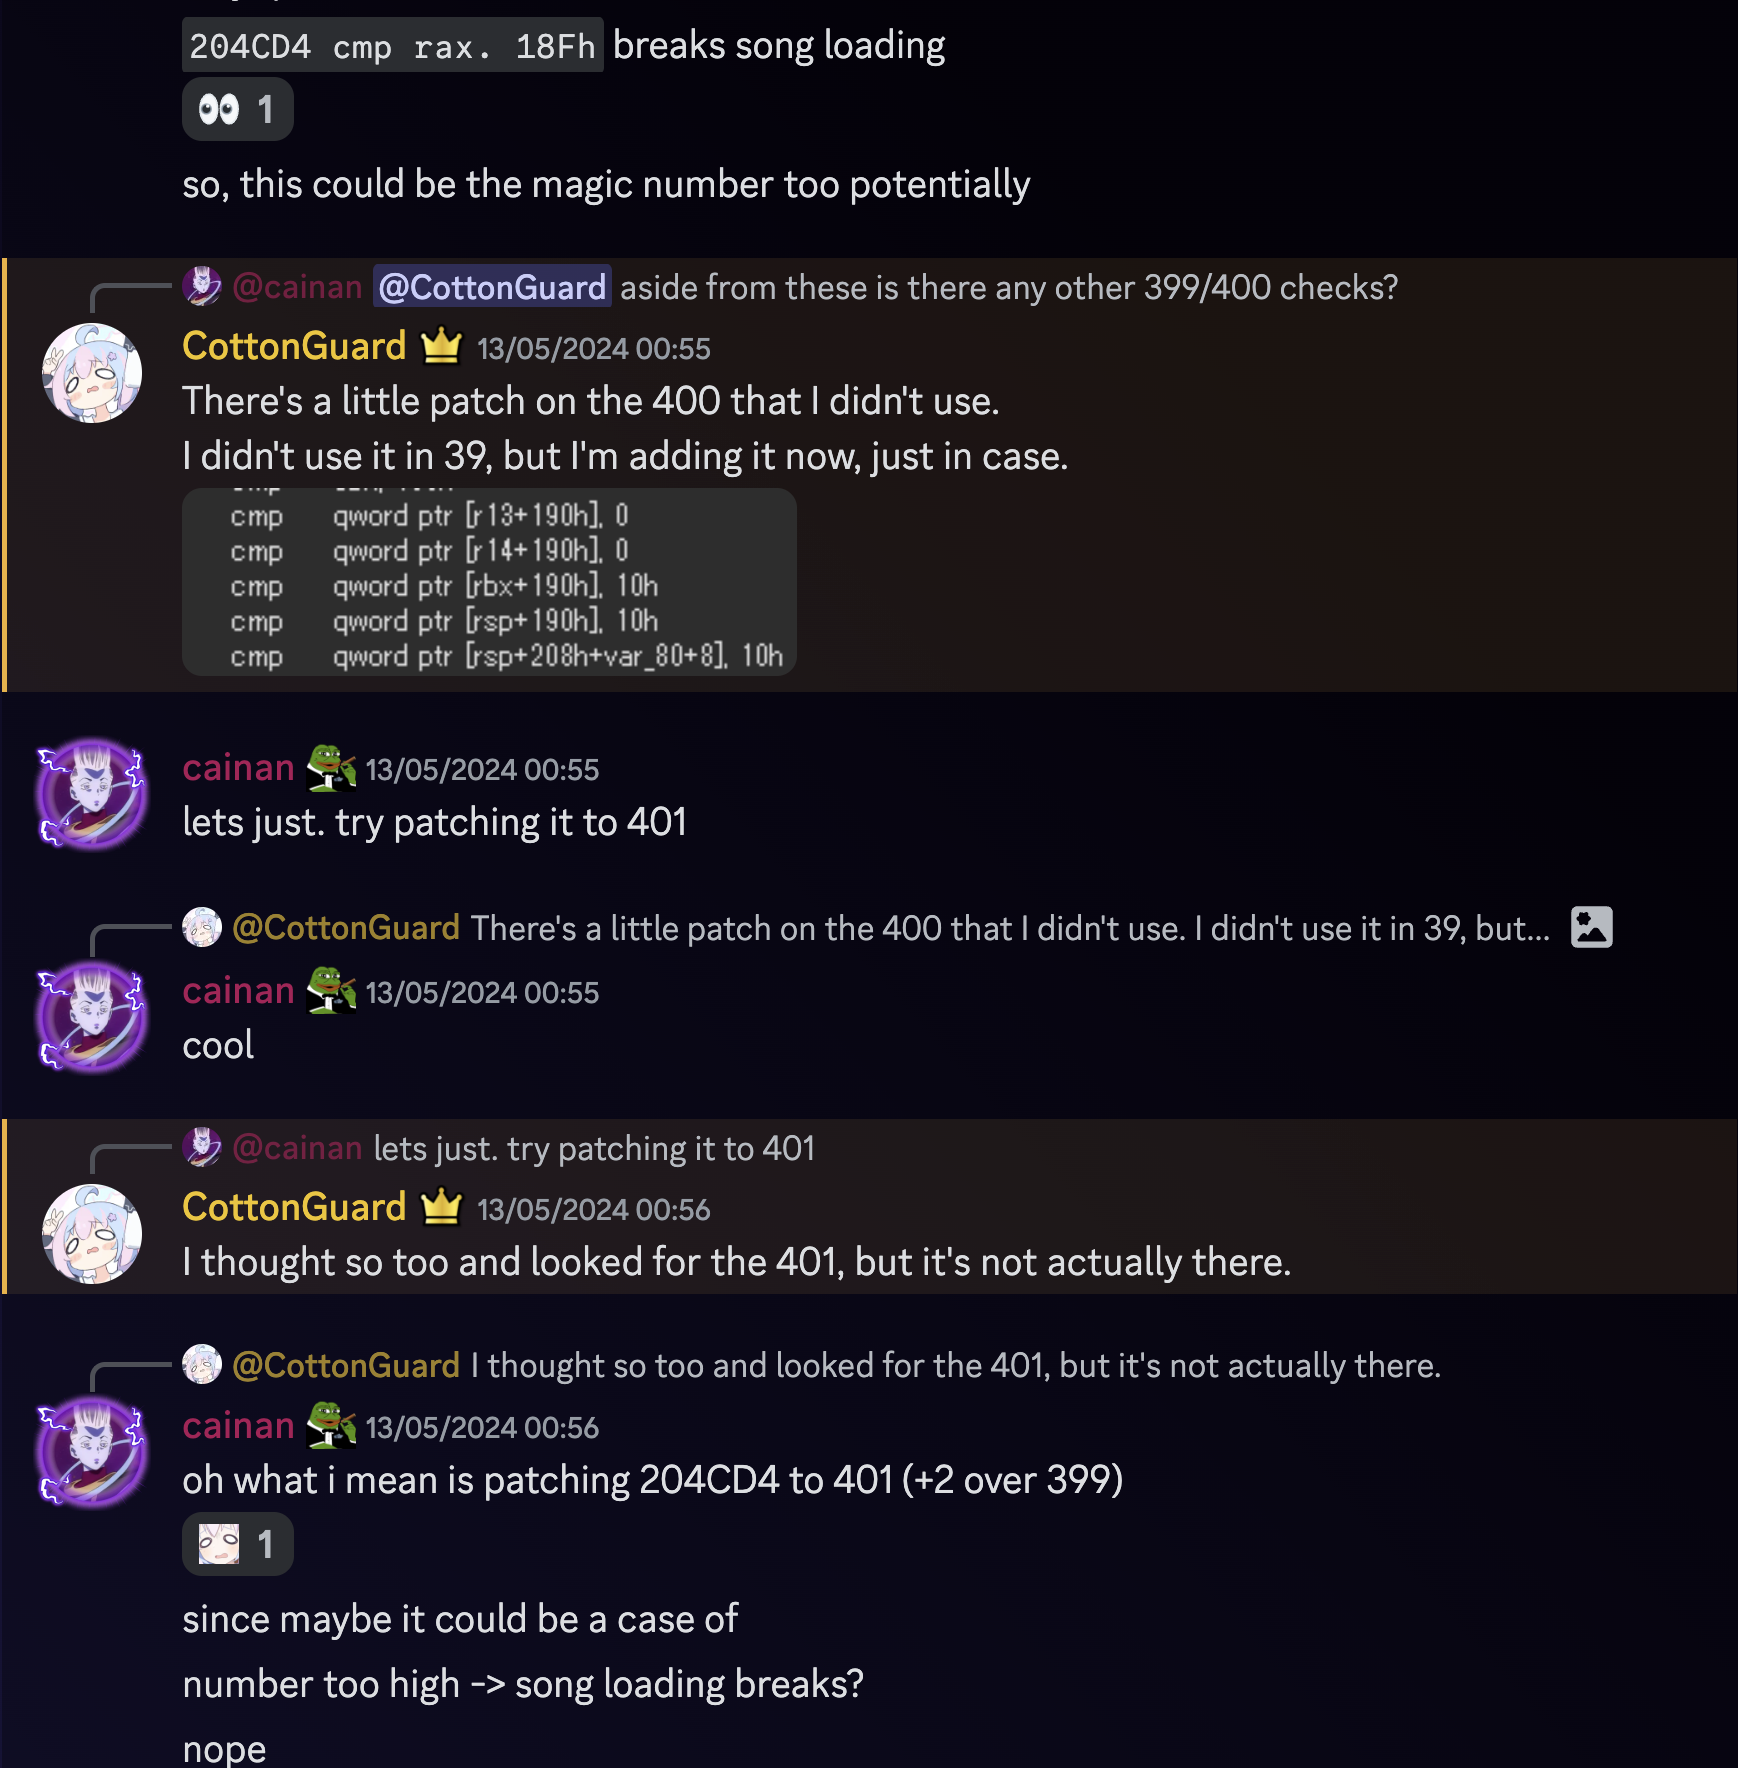 204CD4 cmp rax. 18Fh breaks song loading
1
so, this could be the magic number too potentially
@cainan @CottonGuard aside from these is there any other 399/400 checks?
CottonGuard 13/05/2024 00:55
There's a little patch on the 400 that I didn't use.
I didn't use it in 39, but I'm adding it now, just in case.
cmp qword ptr [r13+190h], 0
cmp qword ptr [r14+190h], 0
cmp qword ptr [rbx+190h], 10h
cmp qword ptr [rsp+190h], 10h
cmp qword ptr [rsp+208h+var_80+8], 10h
cainan 13/05/2024 00:55
lets just. try patching it to 401
@CottonGuard There's a little patch on the 400 that I didn't use. I didn't use it in 39, but...
cainan 13/05/2024 00:55
cool
@cainan lets just. try patching it to 401
CottonGuard 13/05/2024 00:56
I thought so too and looked for the 401, but it's not actually there.
@CottonGuard I thought so too and looked for the 401, but it's not actually there.
cainan 13/05/2024 00:56
oh what i mean is patching 204CD4 to 401 (+2 over 399)
1
since maybe it could be a case of
number too high -> song loading breaks?
nope